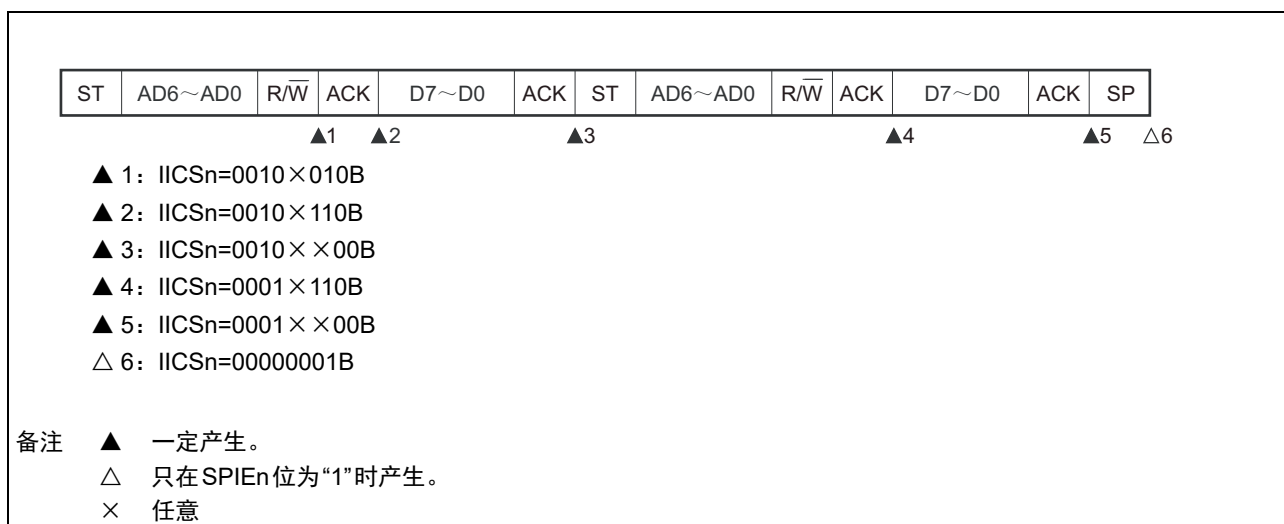 ST AD6～AD0 R/W̅ ACK D7～D0 ACK ST AD6～AD0 R/W̅ ACK D7～D0 ACK SP
▲1 ▲2 ▲3 ▲4 ▲5 △6
▲ 1：IICSn=0010×010B
▲ 2：IICSn=0010×110B
▲ 3：IICSn=0010××00B
▲ 4：IICSn=0001×110B
▲ 5：IICSn=0001××00B
△ 6：IICSn=00000001B
备注 ▲ 一定产生。
△ 只在SPIEn位为“1”时产生。
× 任意